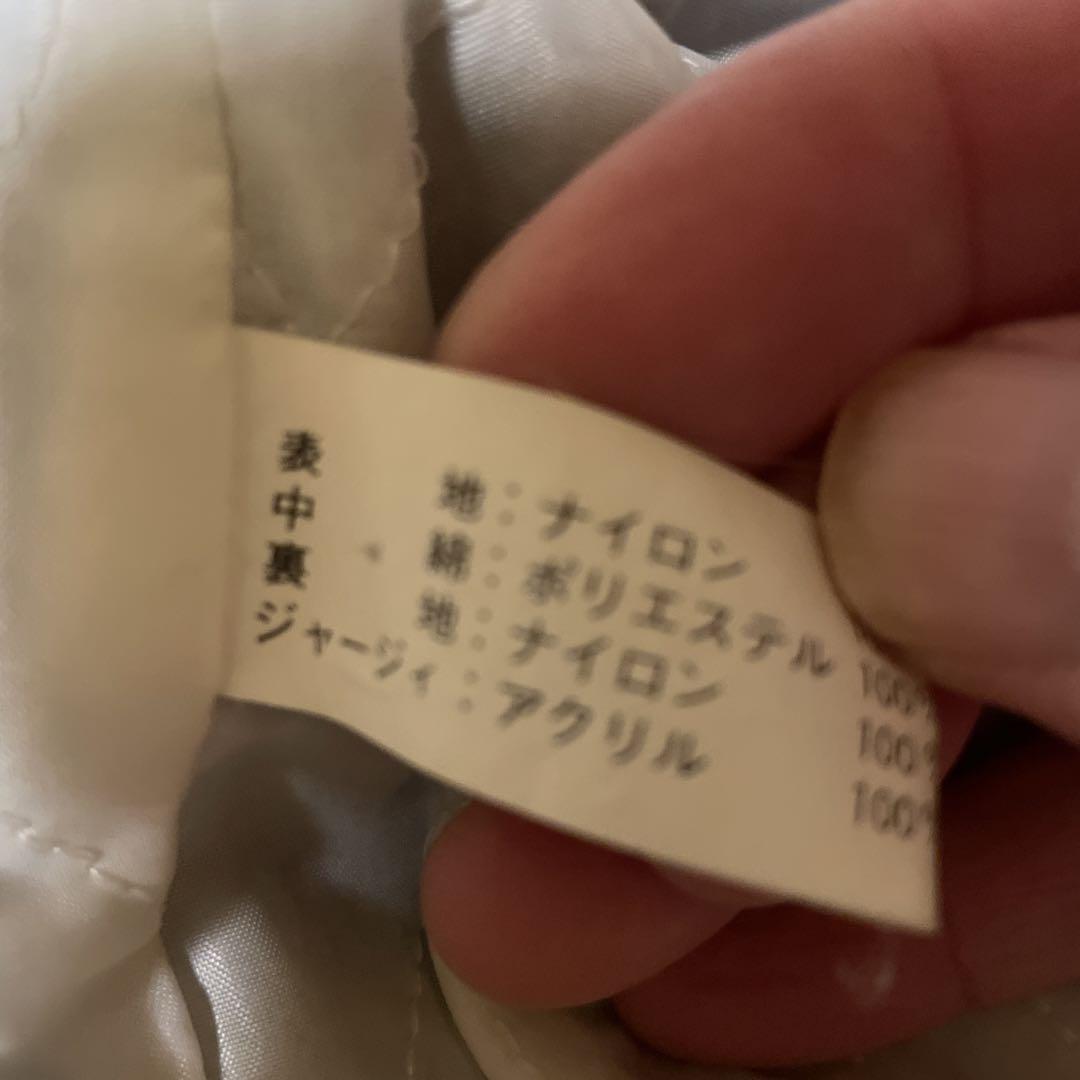 表 地:ナイロン
中 綿:ポリエステル 100%
裏 地:ナイロン 100%
ジャージィ:アクリル 100%